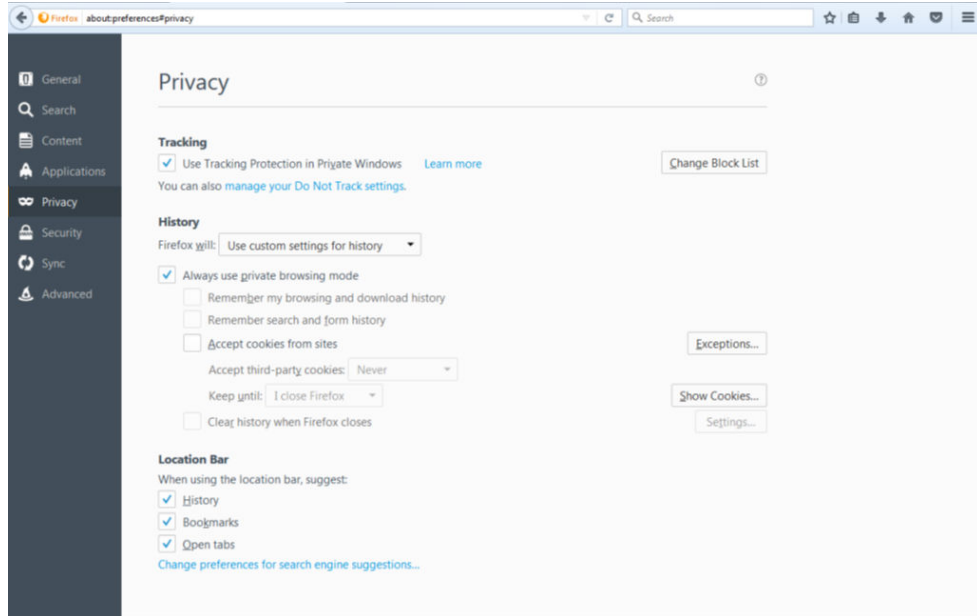 Firefox about:preferences#privacy Search
General
Search
Content
Applications
Privacy
Security
Sync
Advanced
Privacy
Tracking
Use Tracking Protection in Private Windows Learn more Change Block List
You can also manage your Do Not Track settings.
History
Firefox will: Use custom settings for history
Always use private browsing mode
Remember my browsing and download history
Remember search and form history
Accept cookies from sites Exceptions...
Accept third-party cookies: Never
Keep until: I close Firefox Show Cookies...
Clear history when Firefox closes Settings...
Location Bar
When using the location bar, suggest:
History
Bookmarks
Open tabs
Change preferences for search engine suggestions...